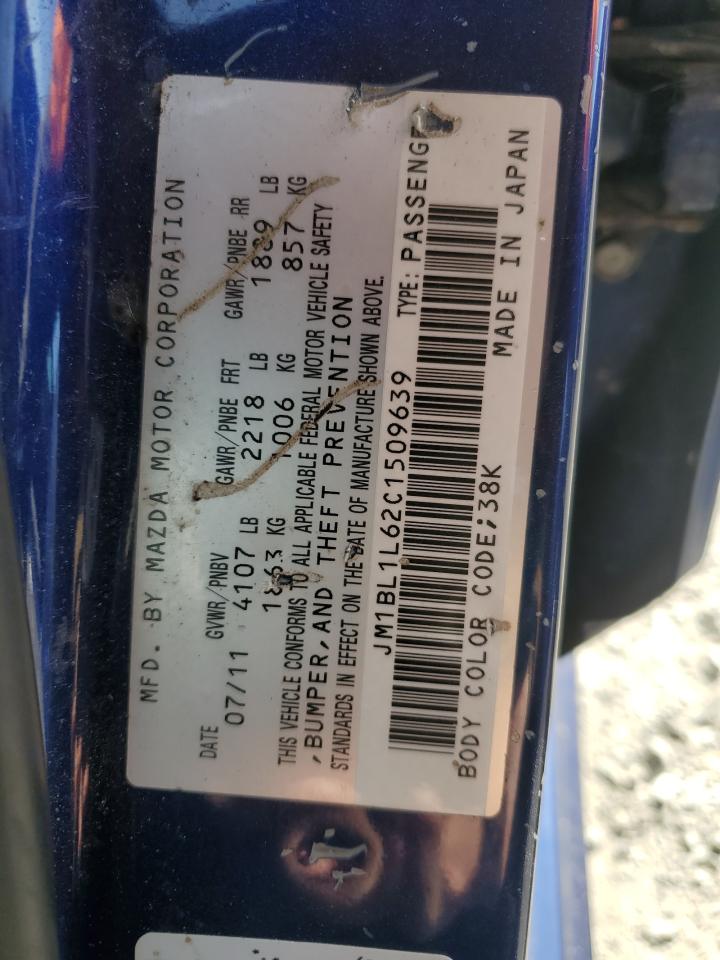 MFD. BY MAZDA MOTOR CORPORATION
DATE GVWR/PNBV GAWR/PNBE FRT GAWR/PNBE RR
07/11 4107 LB 2218 LB 1889 LB
1863 KG 1006 KG 857 KG
THIS VEHICLE CONFORMS TO ALL APPLICABLE FEDERAL MOTOR VEHICLE SAFETY
,BUMPER,AND THEFT PREVENTION
STANDARDS IN EFFECT ON THE DATE OF MANUFACTURE SHOWN ABOVE.
JM1BL1L62C1509639 TYPE: PASSENGE
BODY COLOR CODE;38K MADE IN JAPAN